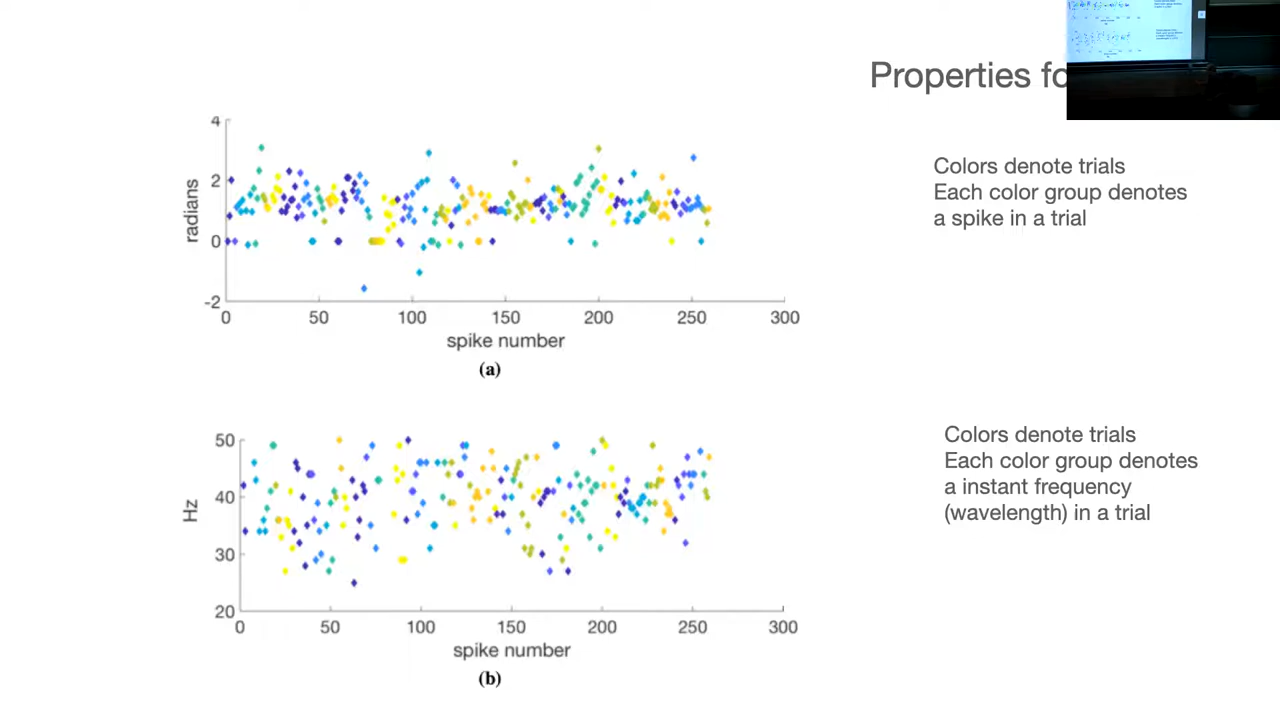 Properties fo
4
2
0
-2
radians
0 50 100 150 200 250 300
spike number
(a)
Colors denote trials
Each color group denotes
a spike in a trial
50
40
30
20
Hz
0 50 100 150 200 250 300
spike number
(b)
Colors denote trials
Each color group denotes
a instant frequency
(wavelength) in a trial